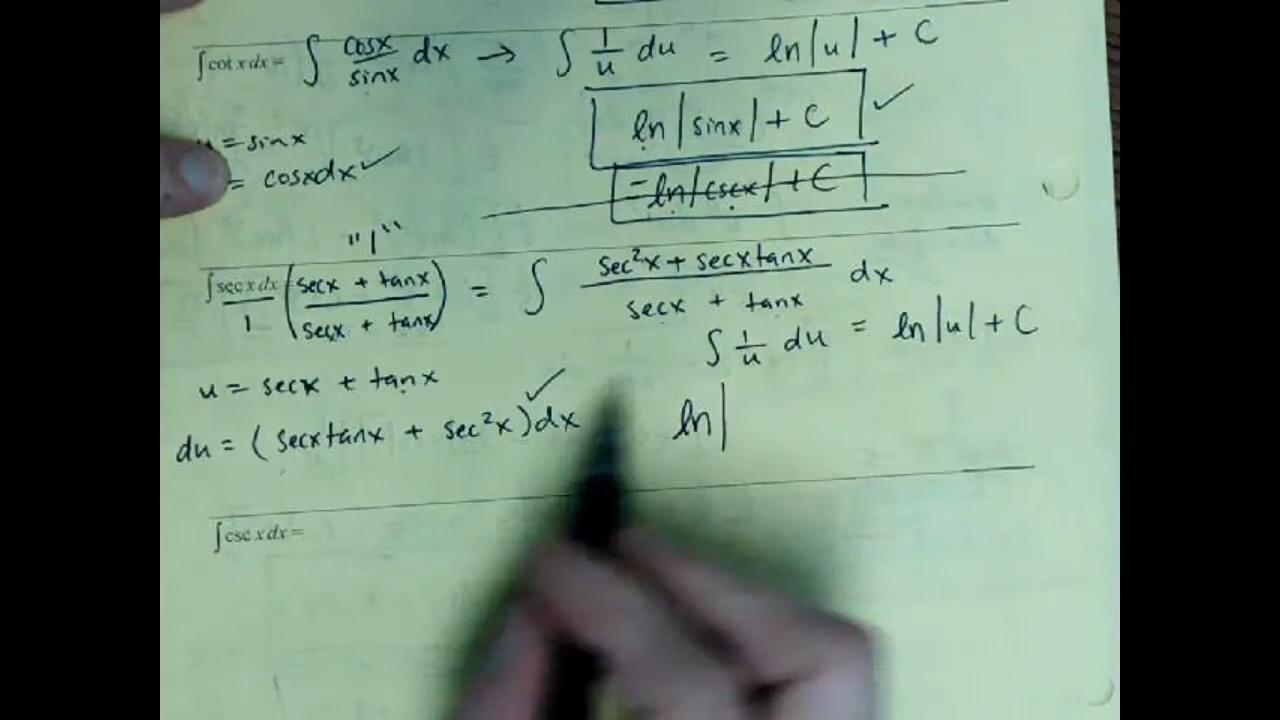 ∫cot x dx = ∫ cosx/sinx dx → ∫ 1/u du = ln|u| + C
ln|sinx| + C ✓
= sinx
= cosxdx ✓
= ln|cscx| + C
"1"
∫sec x dx/1 (secx + tanx/secx + tanx) = ∫ sec²x + secxtanx/secx + tanx dx
∫ 1/u du = ln|u| + C
u = secx + tanx
du = (secxtanx + sec²x)dx ✓
ln|
∫csc x dx =